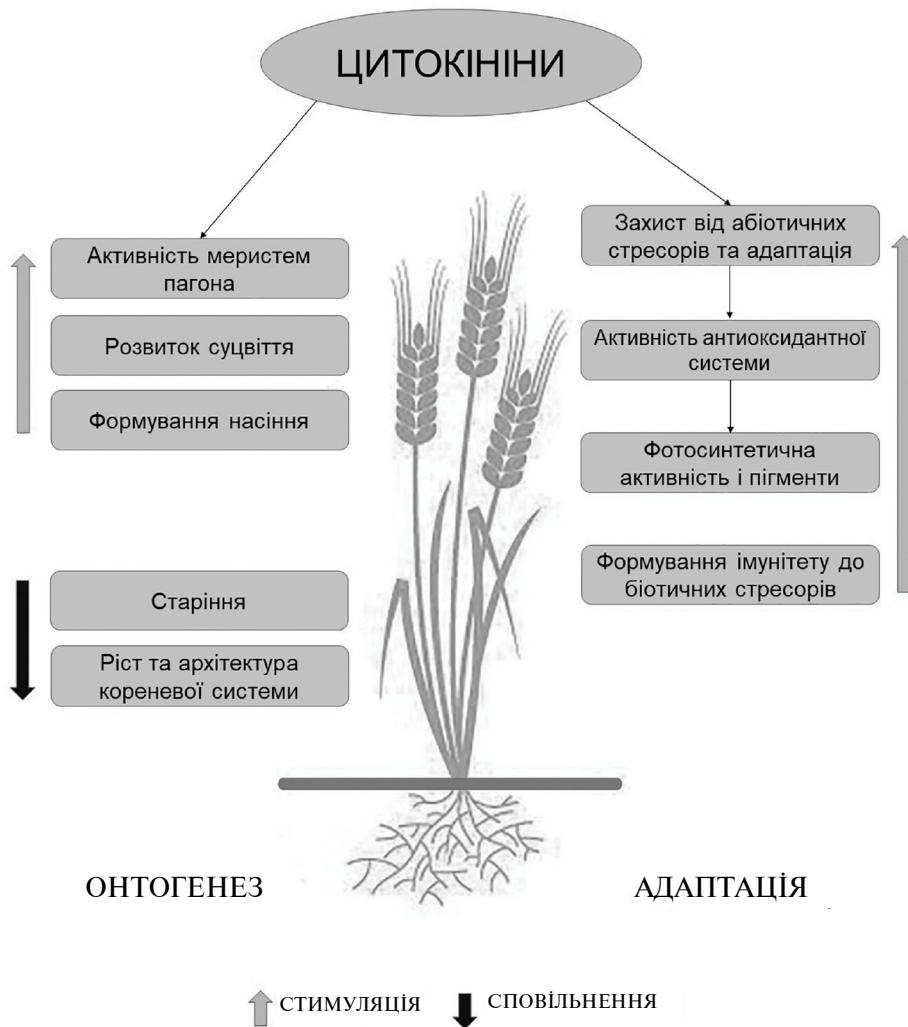 ЦИТОКІНІНИ
Активність меристем
пагона
Розвиток суцвіття
Формування насіння
Старіння
Ріст та архітектура
кореневої системи
Захист від абіотичних
стресорів та адаптація
Активність антиоксидантної
системи
Фотосинтетична
активність і пігменти
Формування імунітету до
біотичних стресорів
ОНТОГЕНЕЗ
АДАПТАЦІЯ
СТИМУЛЯЦІЯ
СПОВІЛЬНЕННЯ